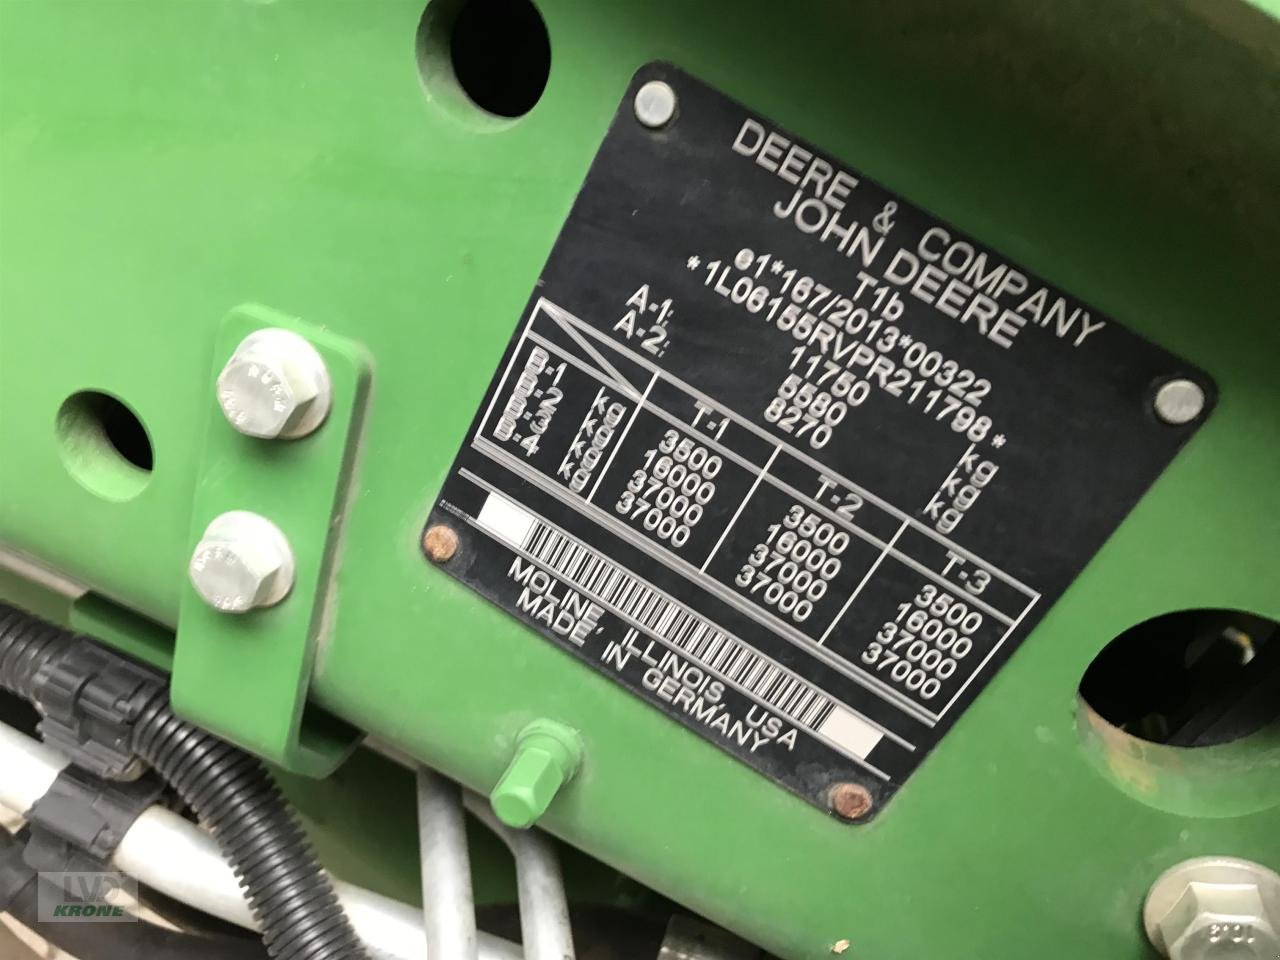 DEERE & COMPANY
JOHN DEERE
T1b
e1*167/2013*00322
*1L06155RVPR211798*
11750 kg
A-1: 5580 kg
A-2: 8270 kg
T-1 T-2 T-3
B-1 kg 3500 3500 3500
B-2 kg 16000 16000 16000
B-3 kg 37000 37000 37000
B-4 kg 37000 37000 37000
MOLINE, ILLINOIS, USA
MADE IN GERMANY
LVD
KRONE
10.9